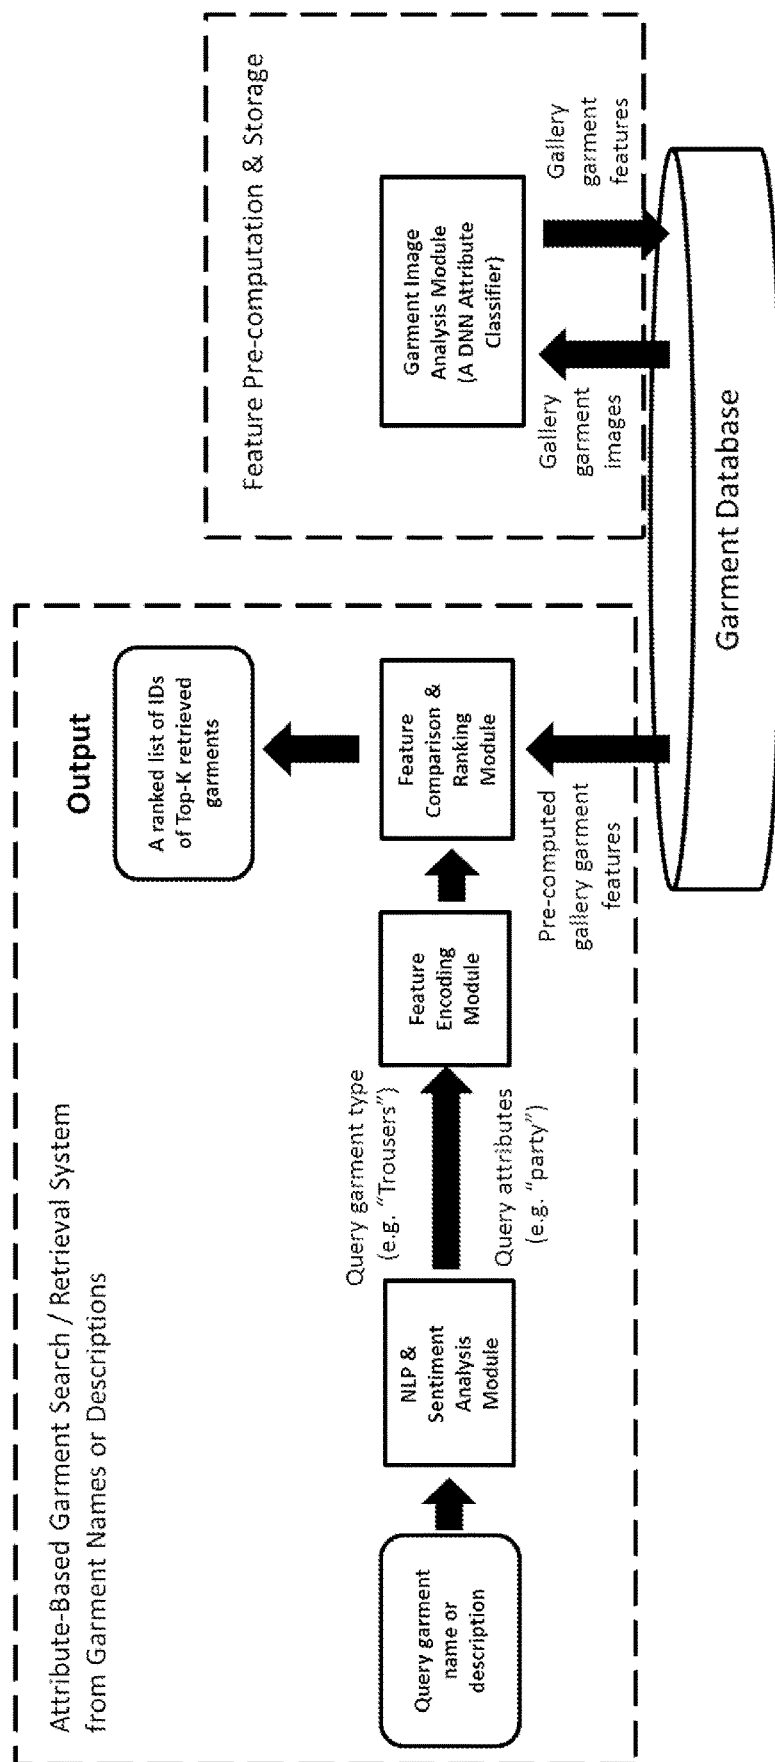 Attribute-Based Garment Search / Retrieval System
from Garment Names or Descriptions
Query garment
name or
description
NLP &
Sentiment
Analysis
Module
Query garment type
(e.g. “Trousers”)
Query attributes
(e.g. “party”)
Feature
Encoding
Module
Feature
Comparison &
Ranking
Module
Output
A ranked list of IDs
of Top-K retrieved
garments
Pre-computed
gallery garment
features
Feature Pre-computation & Storage
Garment Image
Analysis Module
(A DNN Attribute
Classifier)
Gallery
garment
images
Gallery
garment
features
Garment Database